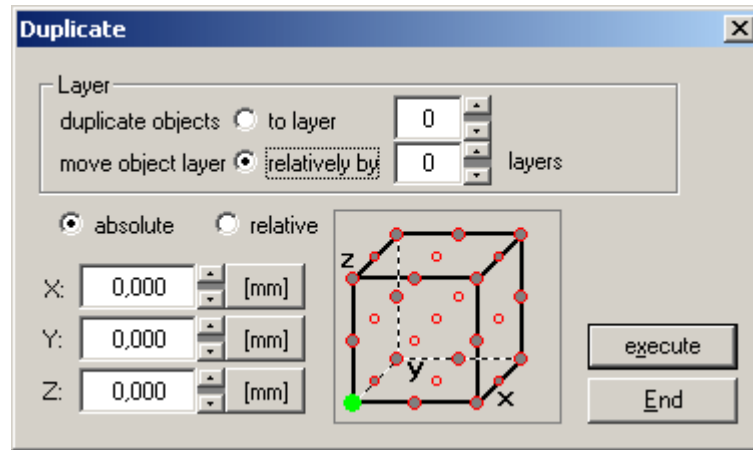 Duplicate
Layer
duplicate objects to layer 0
move object layer relatively by 0 layers
absolute relative
X: 0,000 [mm]
Y: 0,000 [mm]
Z: 0,000 [mm]
z
y
x
execute
End